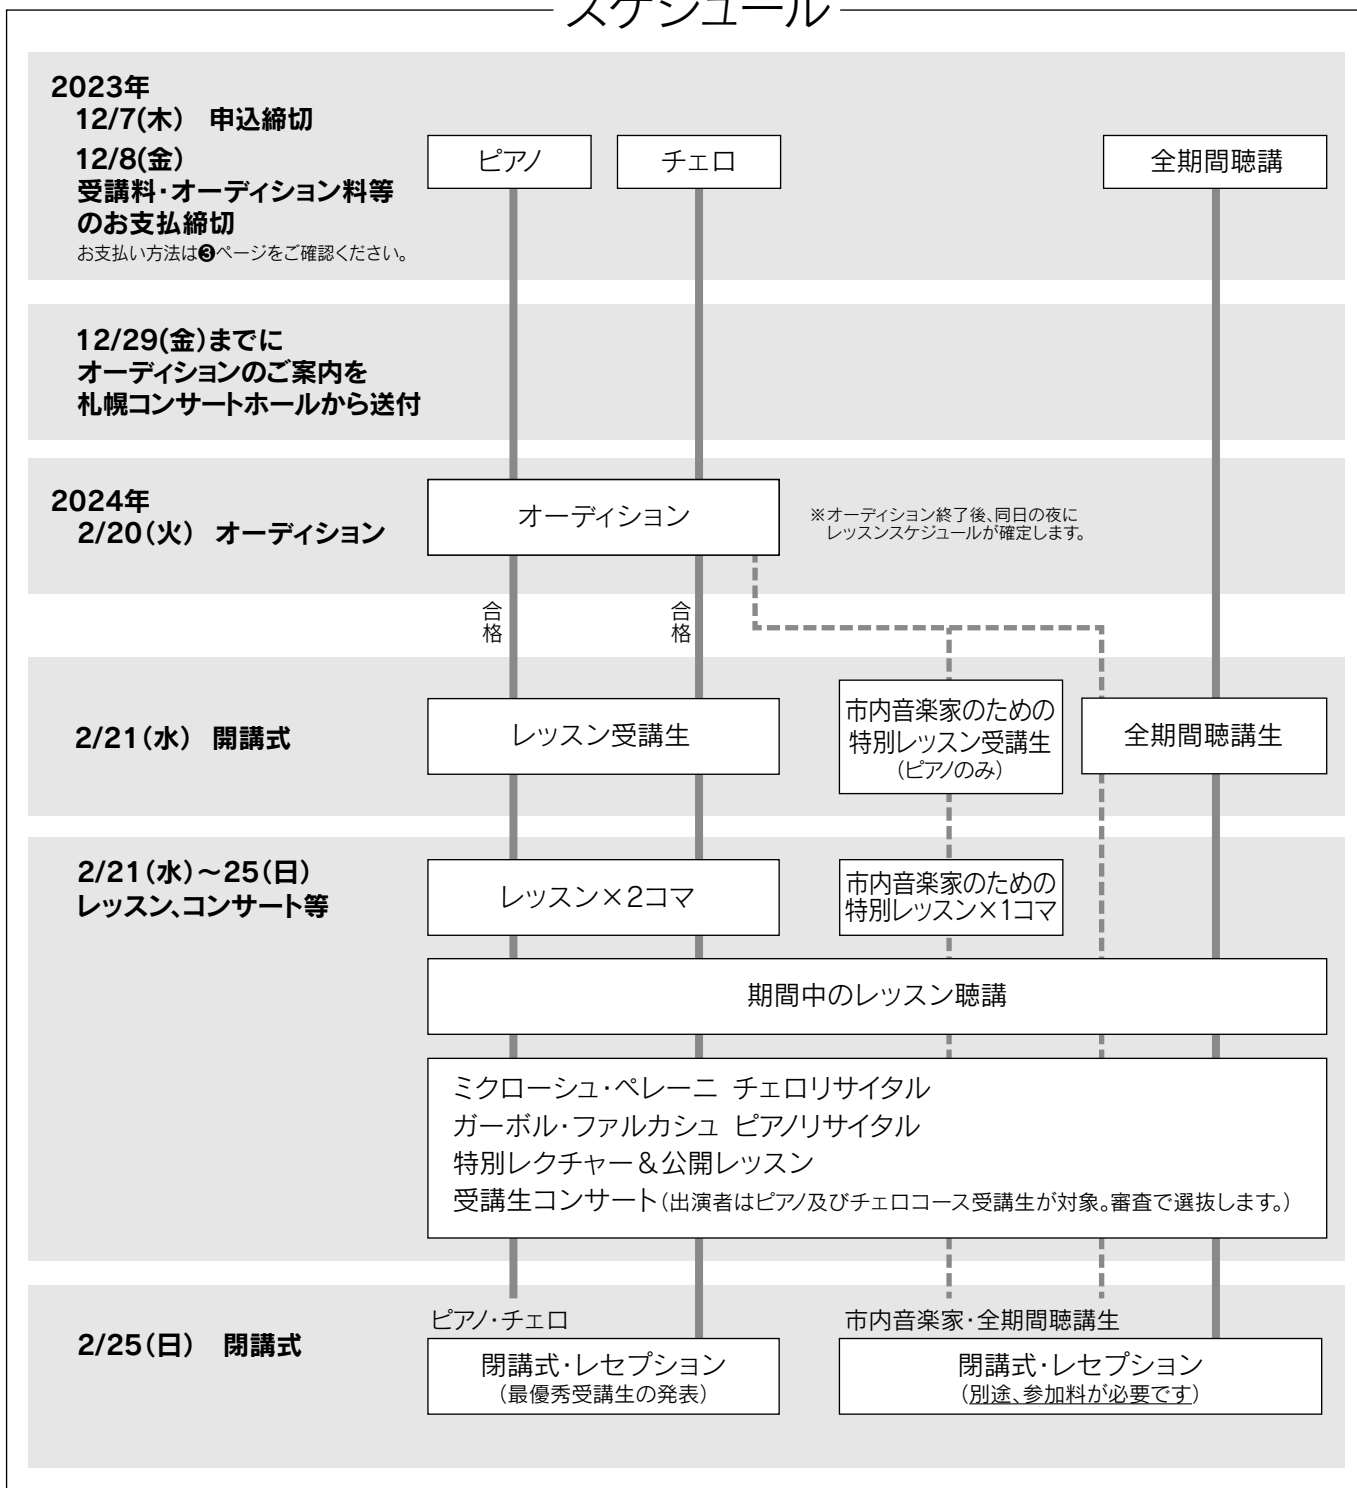 スケジュール
2023年
12/7(木) 申込締切
12/8(金)
受講料・オーディション料等
のお支払締切
お支払い方法は❸ページをご確認ください。
ピアノ
チェロ
全期間聴講
12/29(金)までに
オーディションのご案内を
札幌コンサートホールから送付
2024年
2/20(火) オーディション
オーディション
※オーディション終了後、同日の夜に
レッスンスケジュールが確定します。
合格
合格
2/21(水) 開講式
レッスン受講生
市内音楽家のための
特別レッスン受講生
(ピアノのみ)
全期間聴講生
2/21(水)～25(日)
レッスン、コンサート等
レッスン×2コマ
市内音楽家のための
特別レッスン×1コマ
期間中のレッスン聴講
ミクローシュ・ペレーニ チェロリサイタル
ガーボル・ファルカシュ ピアノリサイタル
特別レクチャー＆公開レッスン
受講生コンサート(出演者はピアノ及びチェロコース受講生が対象。審査で選抜します。)
2/25(日) 閉講式
ピアノ・チェロ
閉講式・レセプション
(最優秀受講生の発表)
市内音楽家・全期間聴講生
閉講式・レセプション
(別途、参加料が必要です)